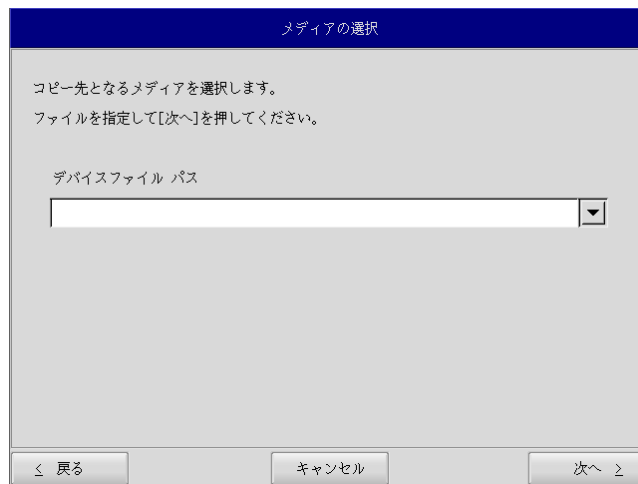 メディアの選択
コピー先となるメディアを選択します。
ファイルを指定して[次へ]を押してください。
デバイスファイル パス
< 戻る
キャンセル
次へ >